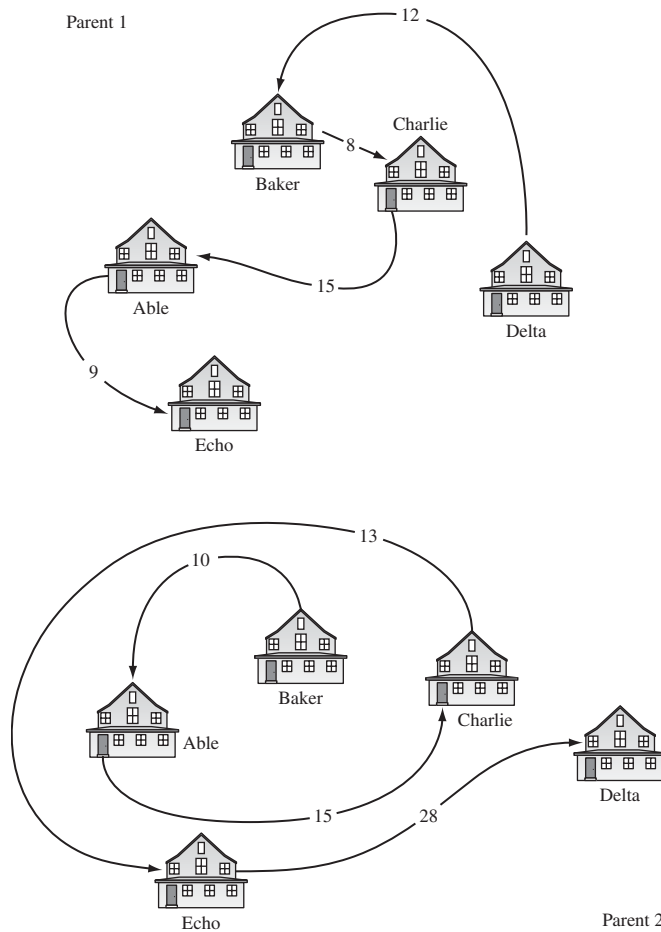 Parent 1
12
Charlie
8
Baker
15
Able
Delta
9
Echo
13
10
Baker
Charlie
Able
Delta
15
28
Echo
Parent 2